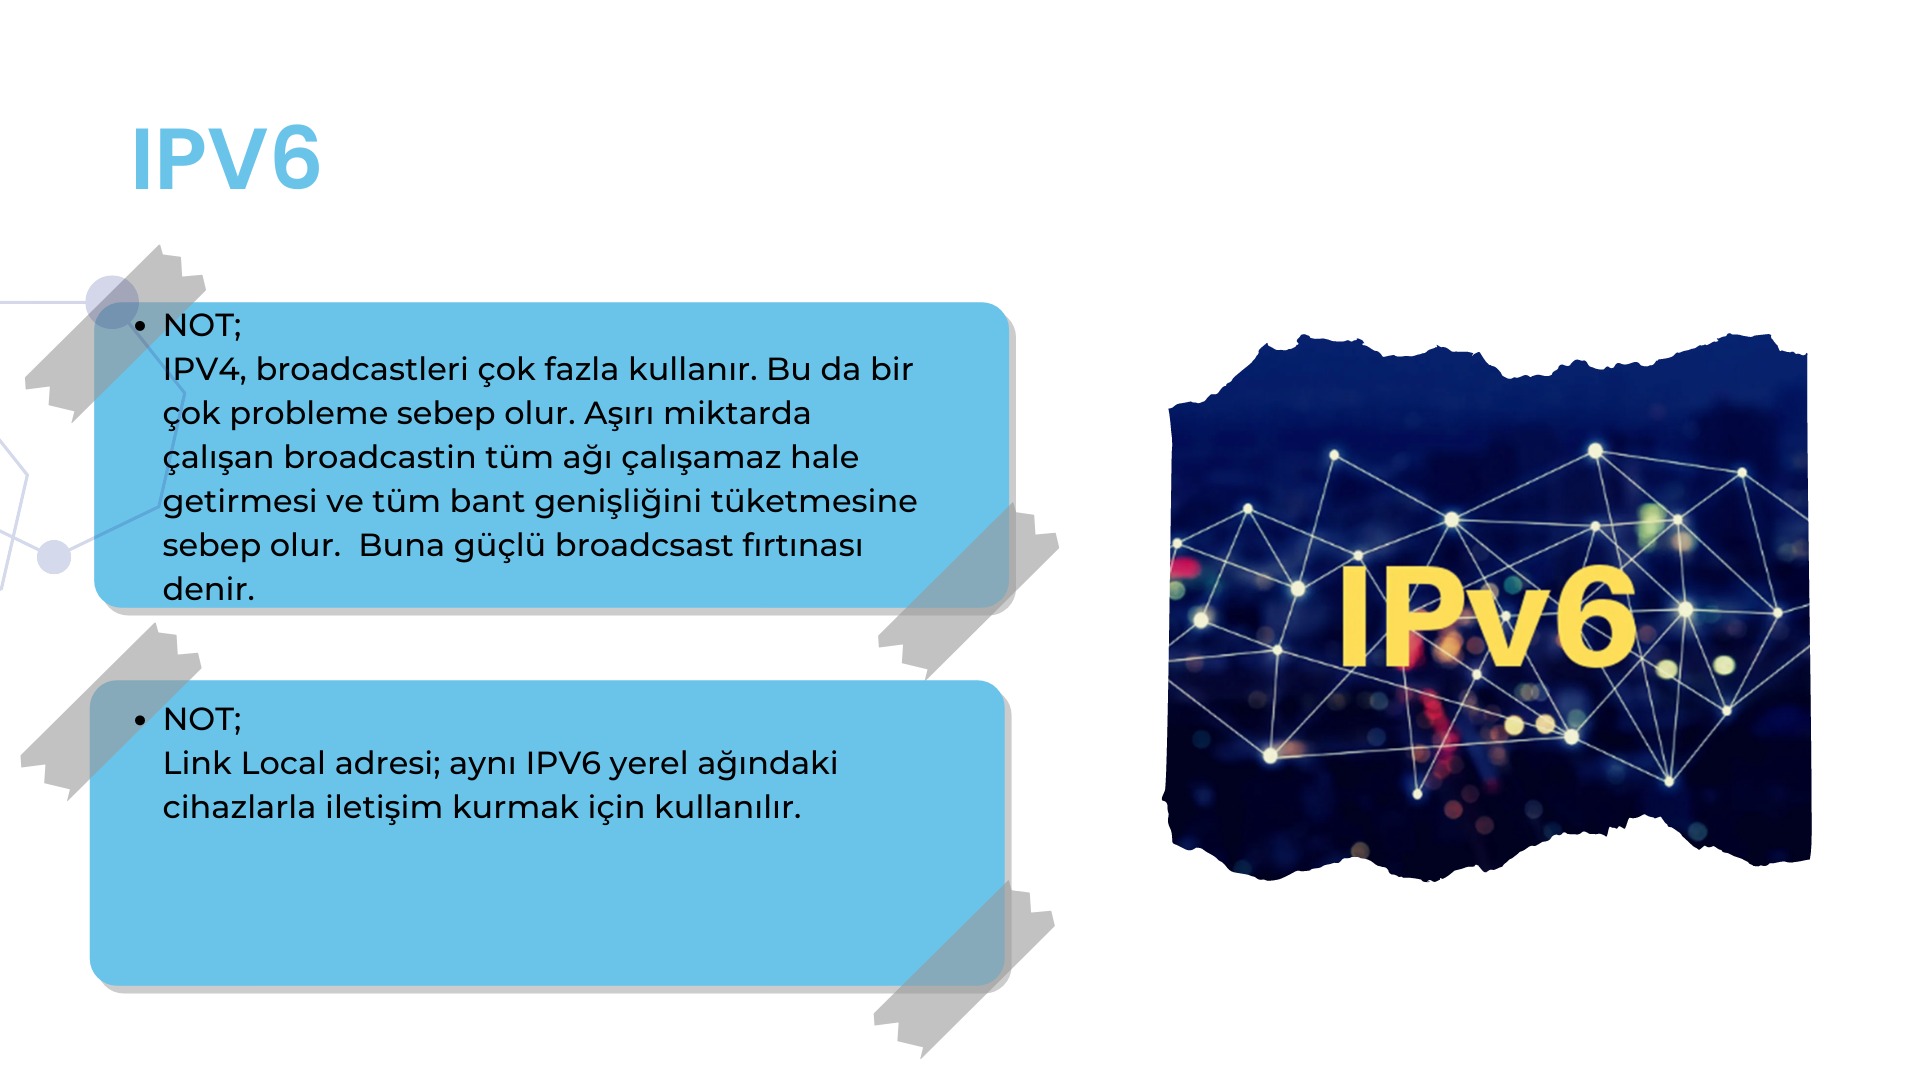 IPV6
• NOT;
IPV4, broadcastleri çok fazla kullanır. Bu da bir
çok probleme sebep olur. Aşırı miktarda
çalışan broadcastin tüm ağı çalışamaz hale
getirmesi ve tüm bant genişliğini tüketmesine
sebep olur.  Buna güçlü broadcsast fırtınası
denir.
• NOT;
Link Local adresi; aynı IPV6 yerel ağındaki
cihazlarla iletişim kurmak için kullanılır.
IPv6